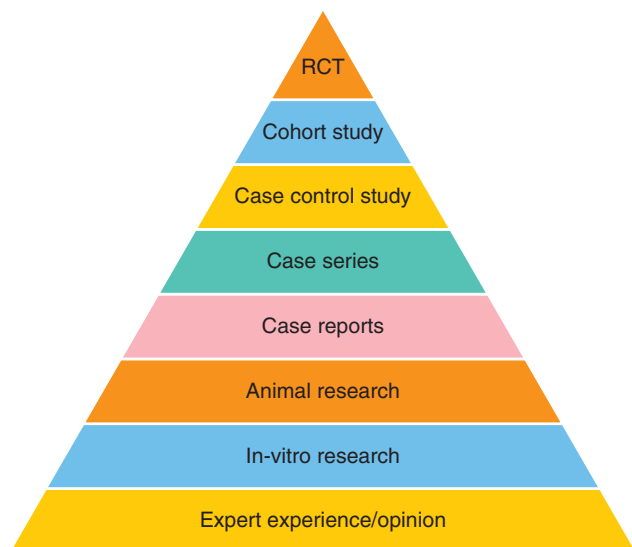 RCT
Cohort study
Case control study
Case series
Case reports
Animal research
In-vitro research
Expert experience/opinion